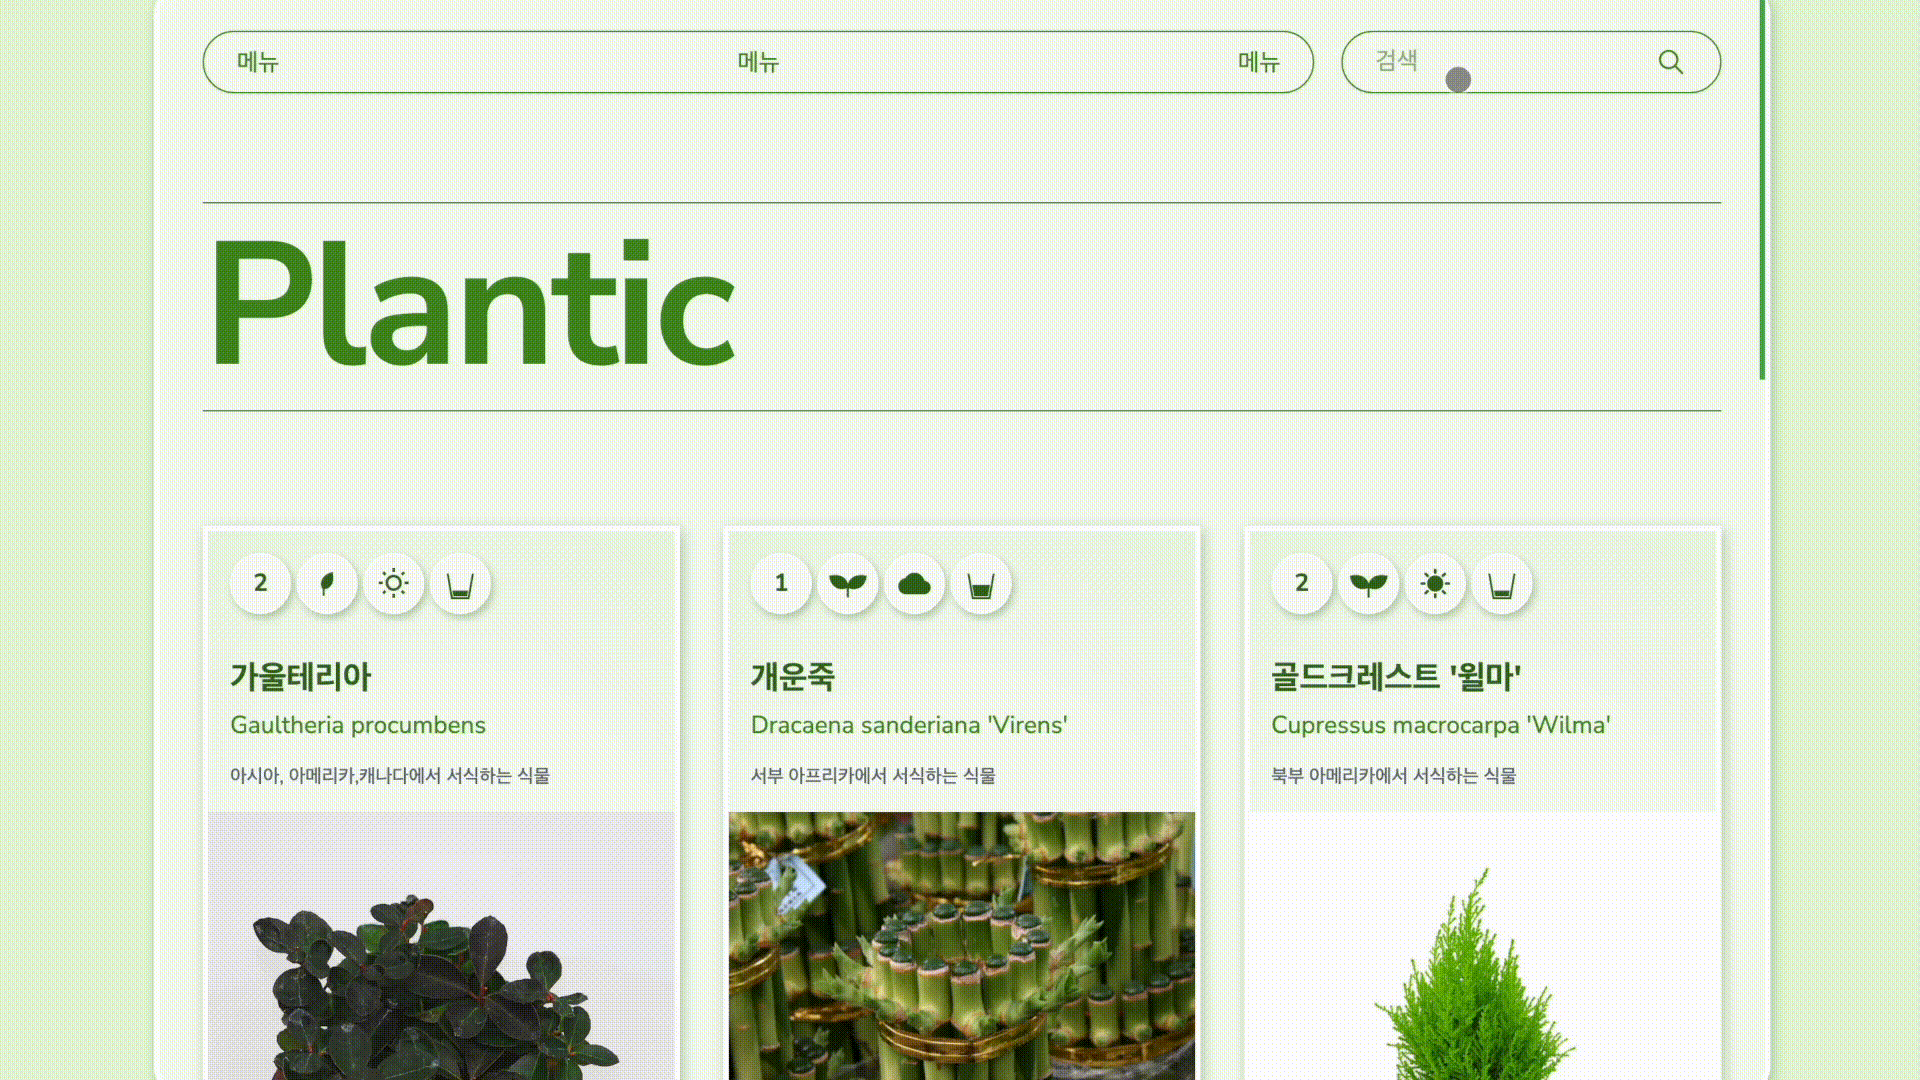 메뉴 메뉴 메뉴 검색
Plantic
2
가울테리아
Gaultheria procumbens
아시아, 아메리카,캐나다에서 서식하는 식물
1
개운죽
Dracaena sanderiana 'Virens'
서부 아프리카에서 서식하는 식물
2
골드크레스트 '윌마'
Cupressus macrocarpa 'Wilma'
북부 아메리카에서 서식하는 식물